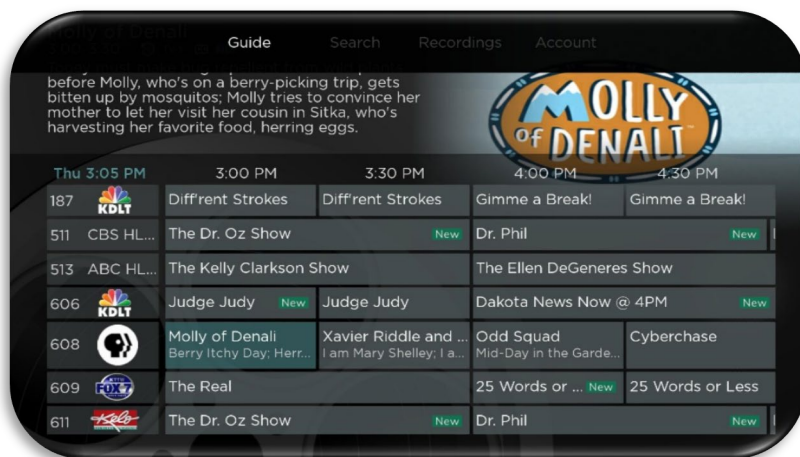 Guide Search Recordings Account
before Molly, who's on a berry-picking trip, gets
bitten up by mosquitos; Molly tries to convince her
mother to let her visit her cousin in Sitka, who's
harvesting her favorite food, herring eggs.
MOLLY
OF DENALI
Thu 3:05 PM 3:00 PM 3:30 PM 4:00 PM 4:30 PM
187 KDLT Diff'rent Strokes Diff'rent Strokes Gimme a Break! Gimme a Break!
511 CBS HL... The Dr. Oz Show New Dr. Phil New
513 ABC HL... The Kelly Clarkson Show The Ellen DeGeneres Show
606 KDLT Judge Judy New Judge Judy Dakota News Now @ 4PM New
608 Molly of Denali Xavier Riddle and ... Odd Squad Cyberchase
Berry Itchy Day; Herr... I am Mary Shelley; I a... Mid-Day in the Garde...
609 FOX 7 The Real 25 Words or ... New 25 Words or Less
611 Kelo The Dr. Oz Show New Dr. Phil New